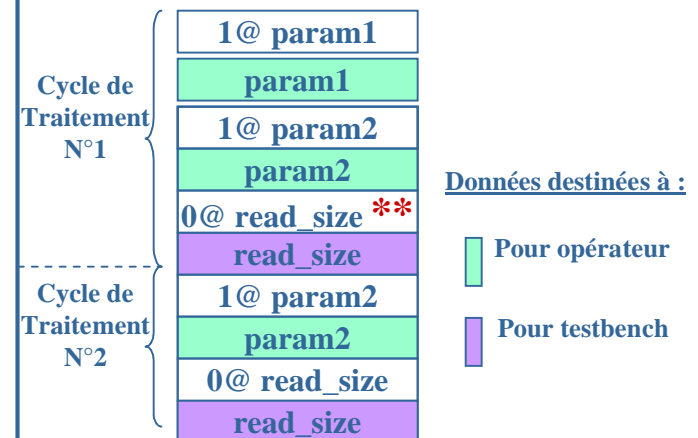 1@ param1
param1
1@ param2
param2
0@ read_size **
read_size
1@ param2
param2
0@ read_size
read_size
Cycle de
Traitement
N°1
Cycle de
Traitement
N°2
Données destinées à :
Pour opérateur
Pour testbench